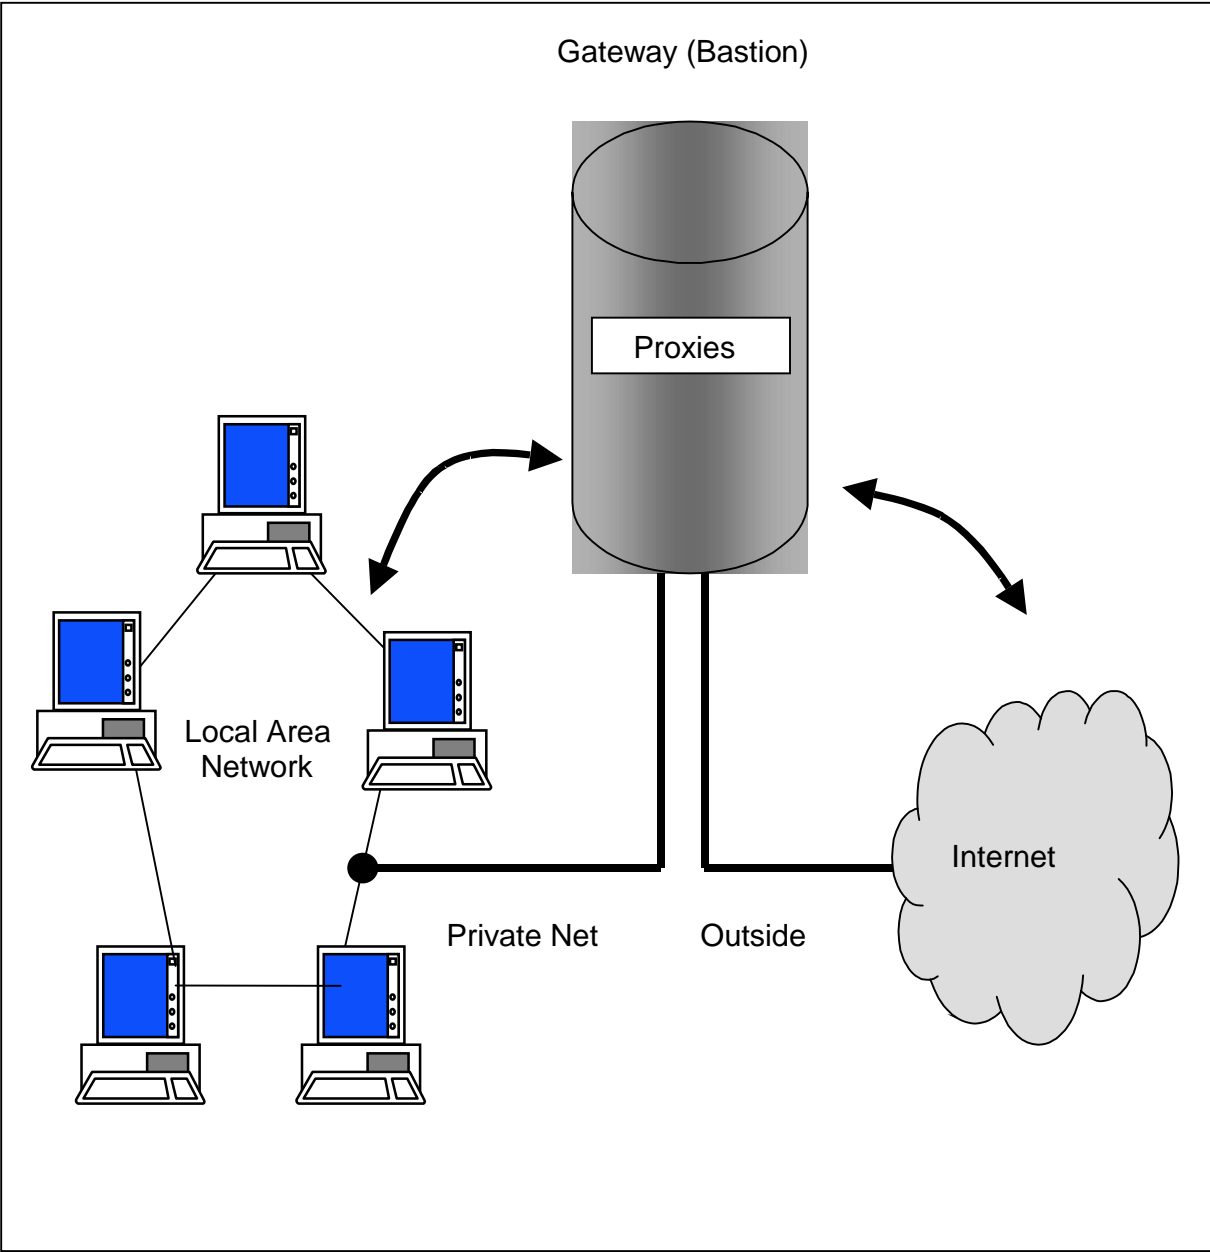 Gateway (Bastion)
Proxies
Local Area
Network
Internet
Private Net
Outside